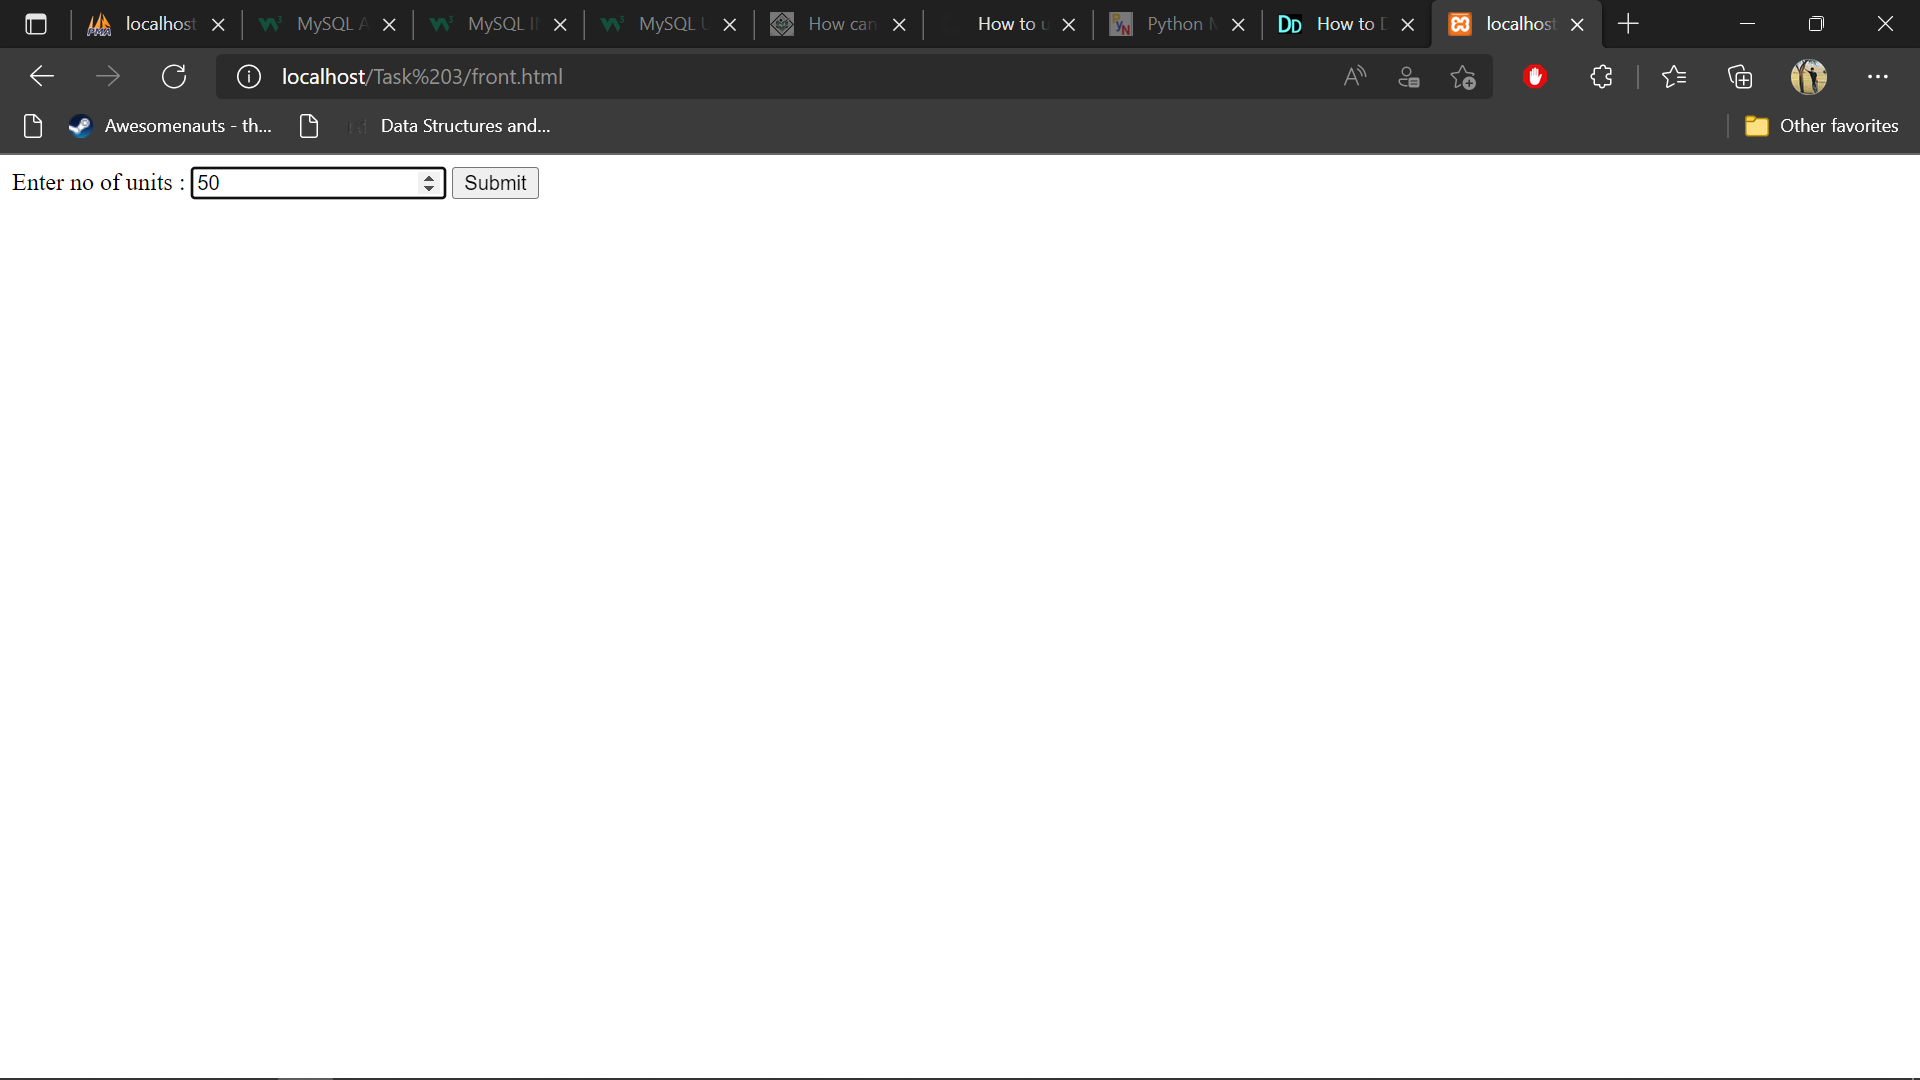 localhost MySQL A MySQL I MySQL U How can How to u Python M How to D localhost
localhost/Task%203/front.html
Awesomenauts - th... Data Structures and... Other favorites
Enter no of units : 50 Submit